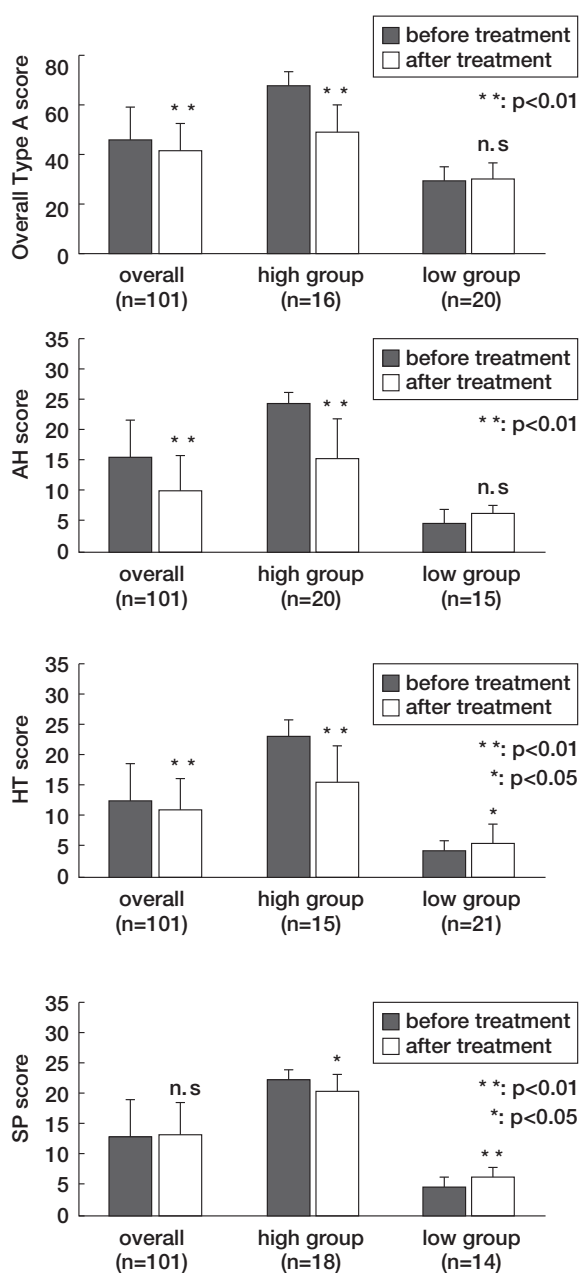 before treatment
after treatment
* *: p<0.01
Overall Type A score
80
60
40
20
0
* *
* *
n.s
overall
(n=101)
high group
(n=16)
low group
(n=20)
before treatment
after treatment
* *: p<0.01
AH score
35
30
25
20
15
10
5
0
* *
* *
n.s
overall
(n=101)
high group
(n=20)
low group
(n=15)
before treatment
after treatment
* *: p<0.01
*: p<0.05
HT score
35
30
25
20
15
10
5
0
* *
* *
*
overall
(n=101)
high group
(n=15)
low group
(n=21)
before treatment
after treatment
* *: p<0.01
*: p<0.05
SP score
35
30
25
20
15
10
5
0
n.s
*
* *
overall
(n=101)
high group
(n=18)
low group
(n=14)